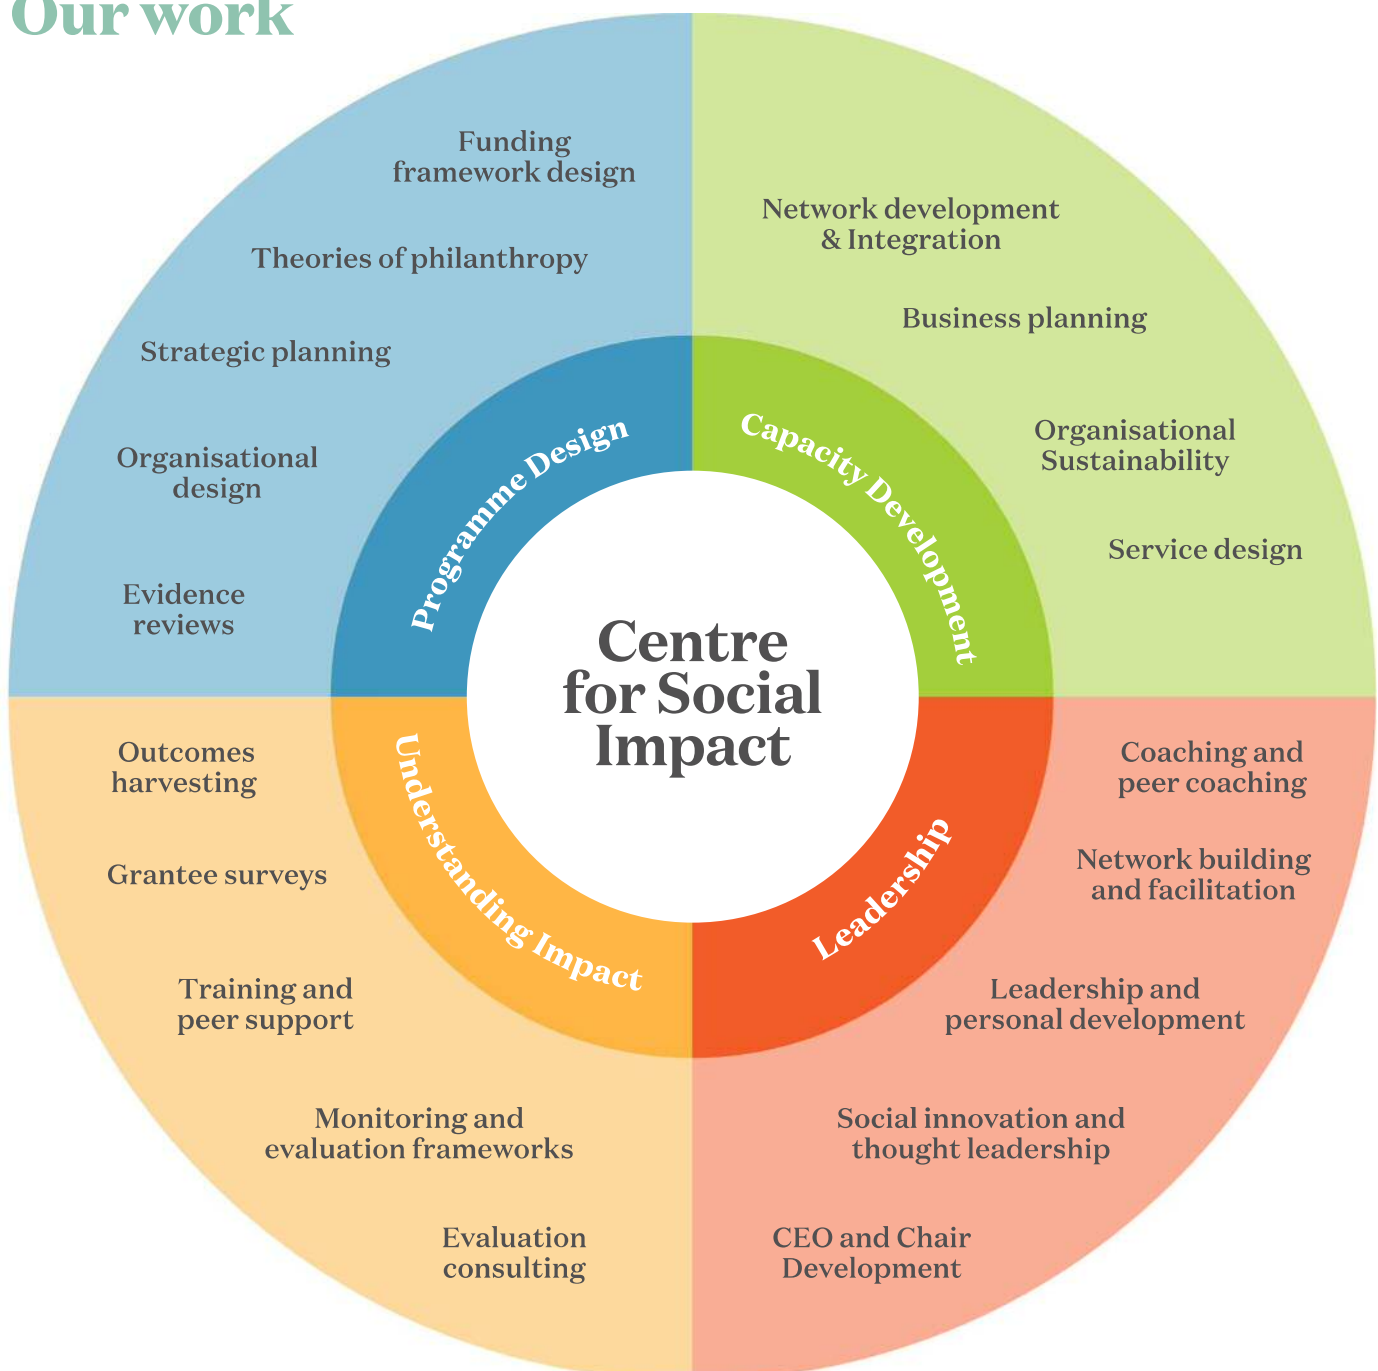 Our work
Funding
framework design
Theories of philanthropy
Strategic planning
Organisational
design
Evidence
reviews
Programme Design
Network development
& Integration
Business planning
Organisational
Sustainability
Service design
Capacity Development
Centre
for Social
Impact
Outcomes
harvesting
Grantee surveys
Training and
peer support
Monitoring and
evaluation frameworks
Evaluation
consulting
Understanding Impact
Coaching and
peer coaching
Network building
and facilitation
Leadership and
personal development
Social innovation and
thought leadership
CEO and Chair
Development
Leadership